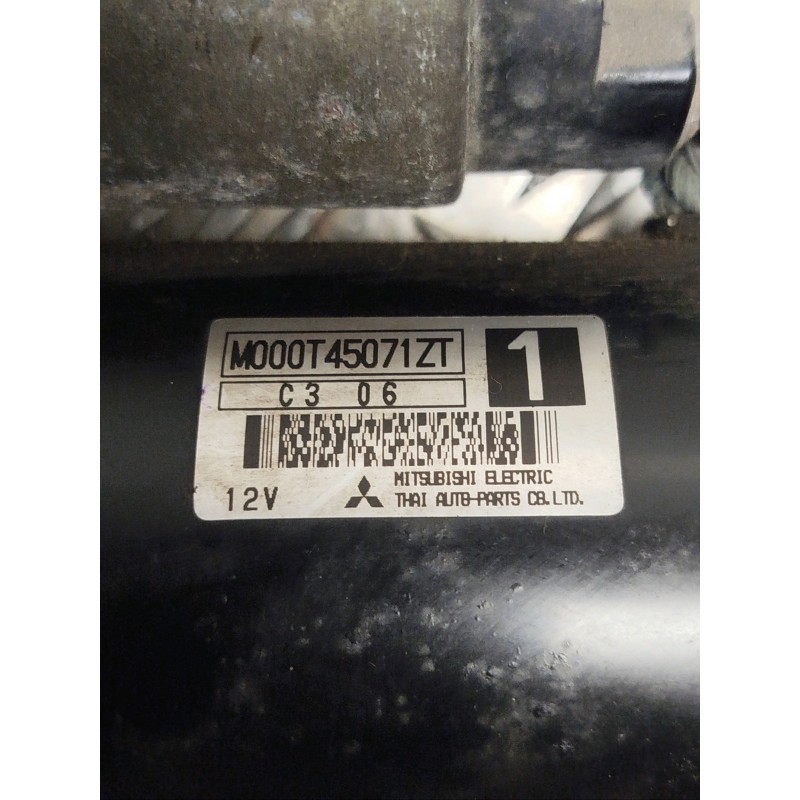 M000T45071ZT
1
C3 06
12V
MITSUBISHI ELECTRIC
THAI AUTO-PARTS CO.LTD.